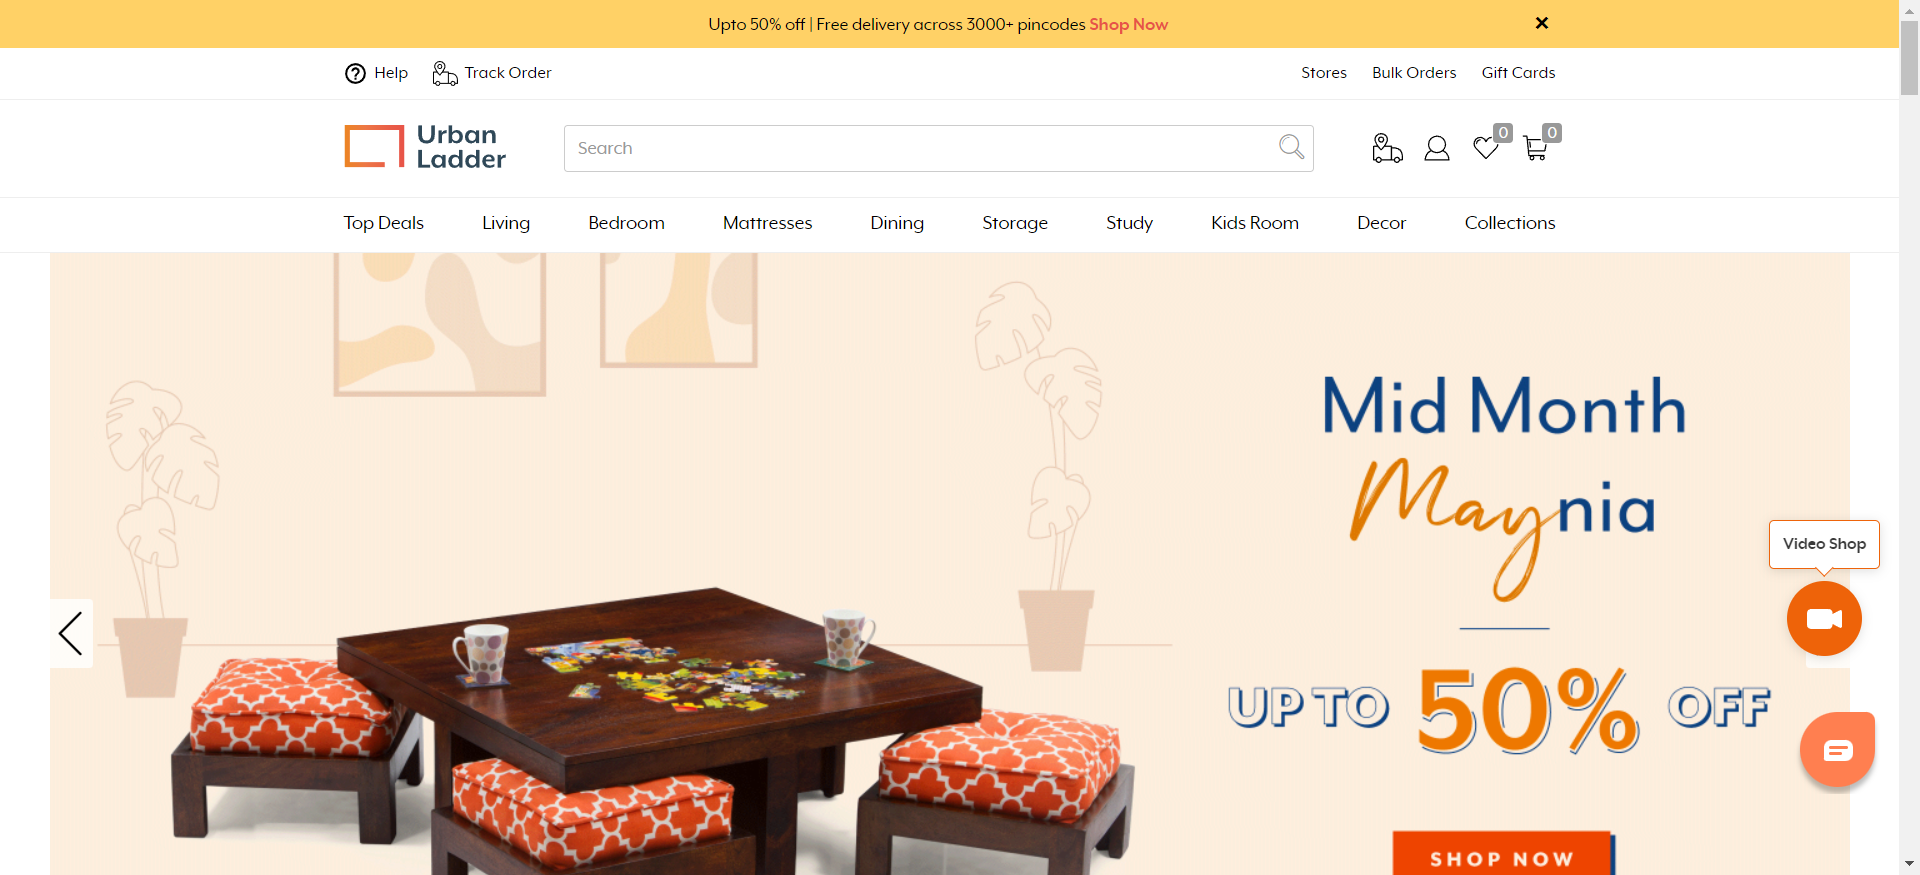 Upto 50% off | Free delivery across 3000+ pincodes Shop Now
Help Track Order Stores Bulk Orders Gift Cards
Urban
Ladder
Search
0 0
Top Deals Living Bedroom Mattresses Dining Storage Study Kids Room Decor Collections
Mid Month
Maynia
Video Shop
UP TO 50% OFF
SHOP NOW